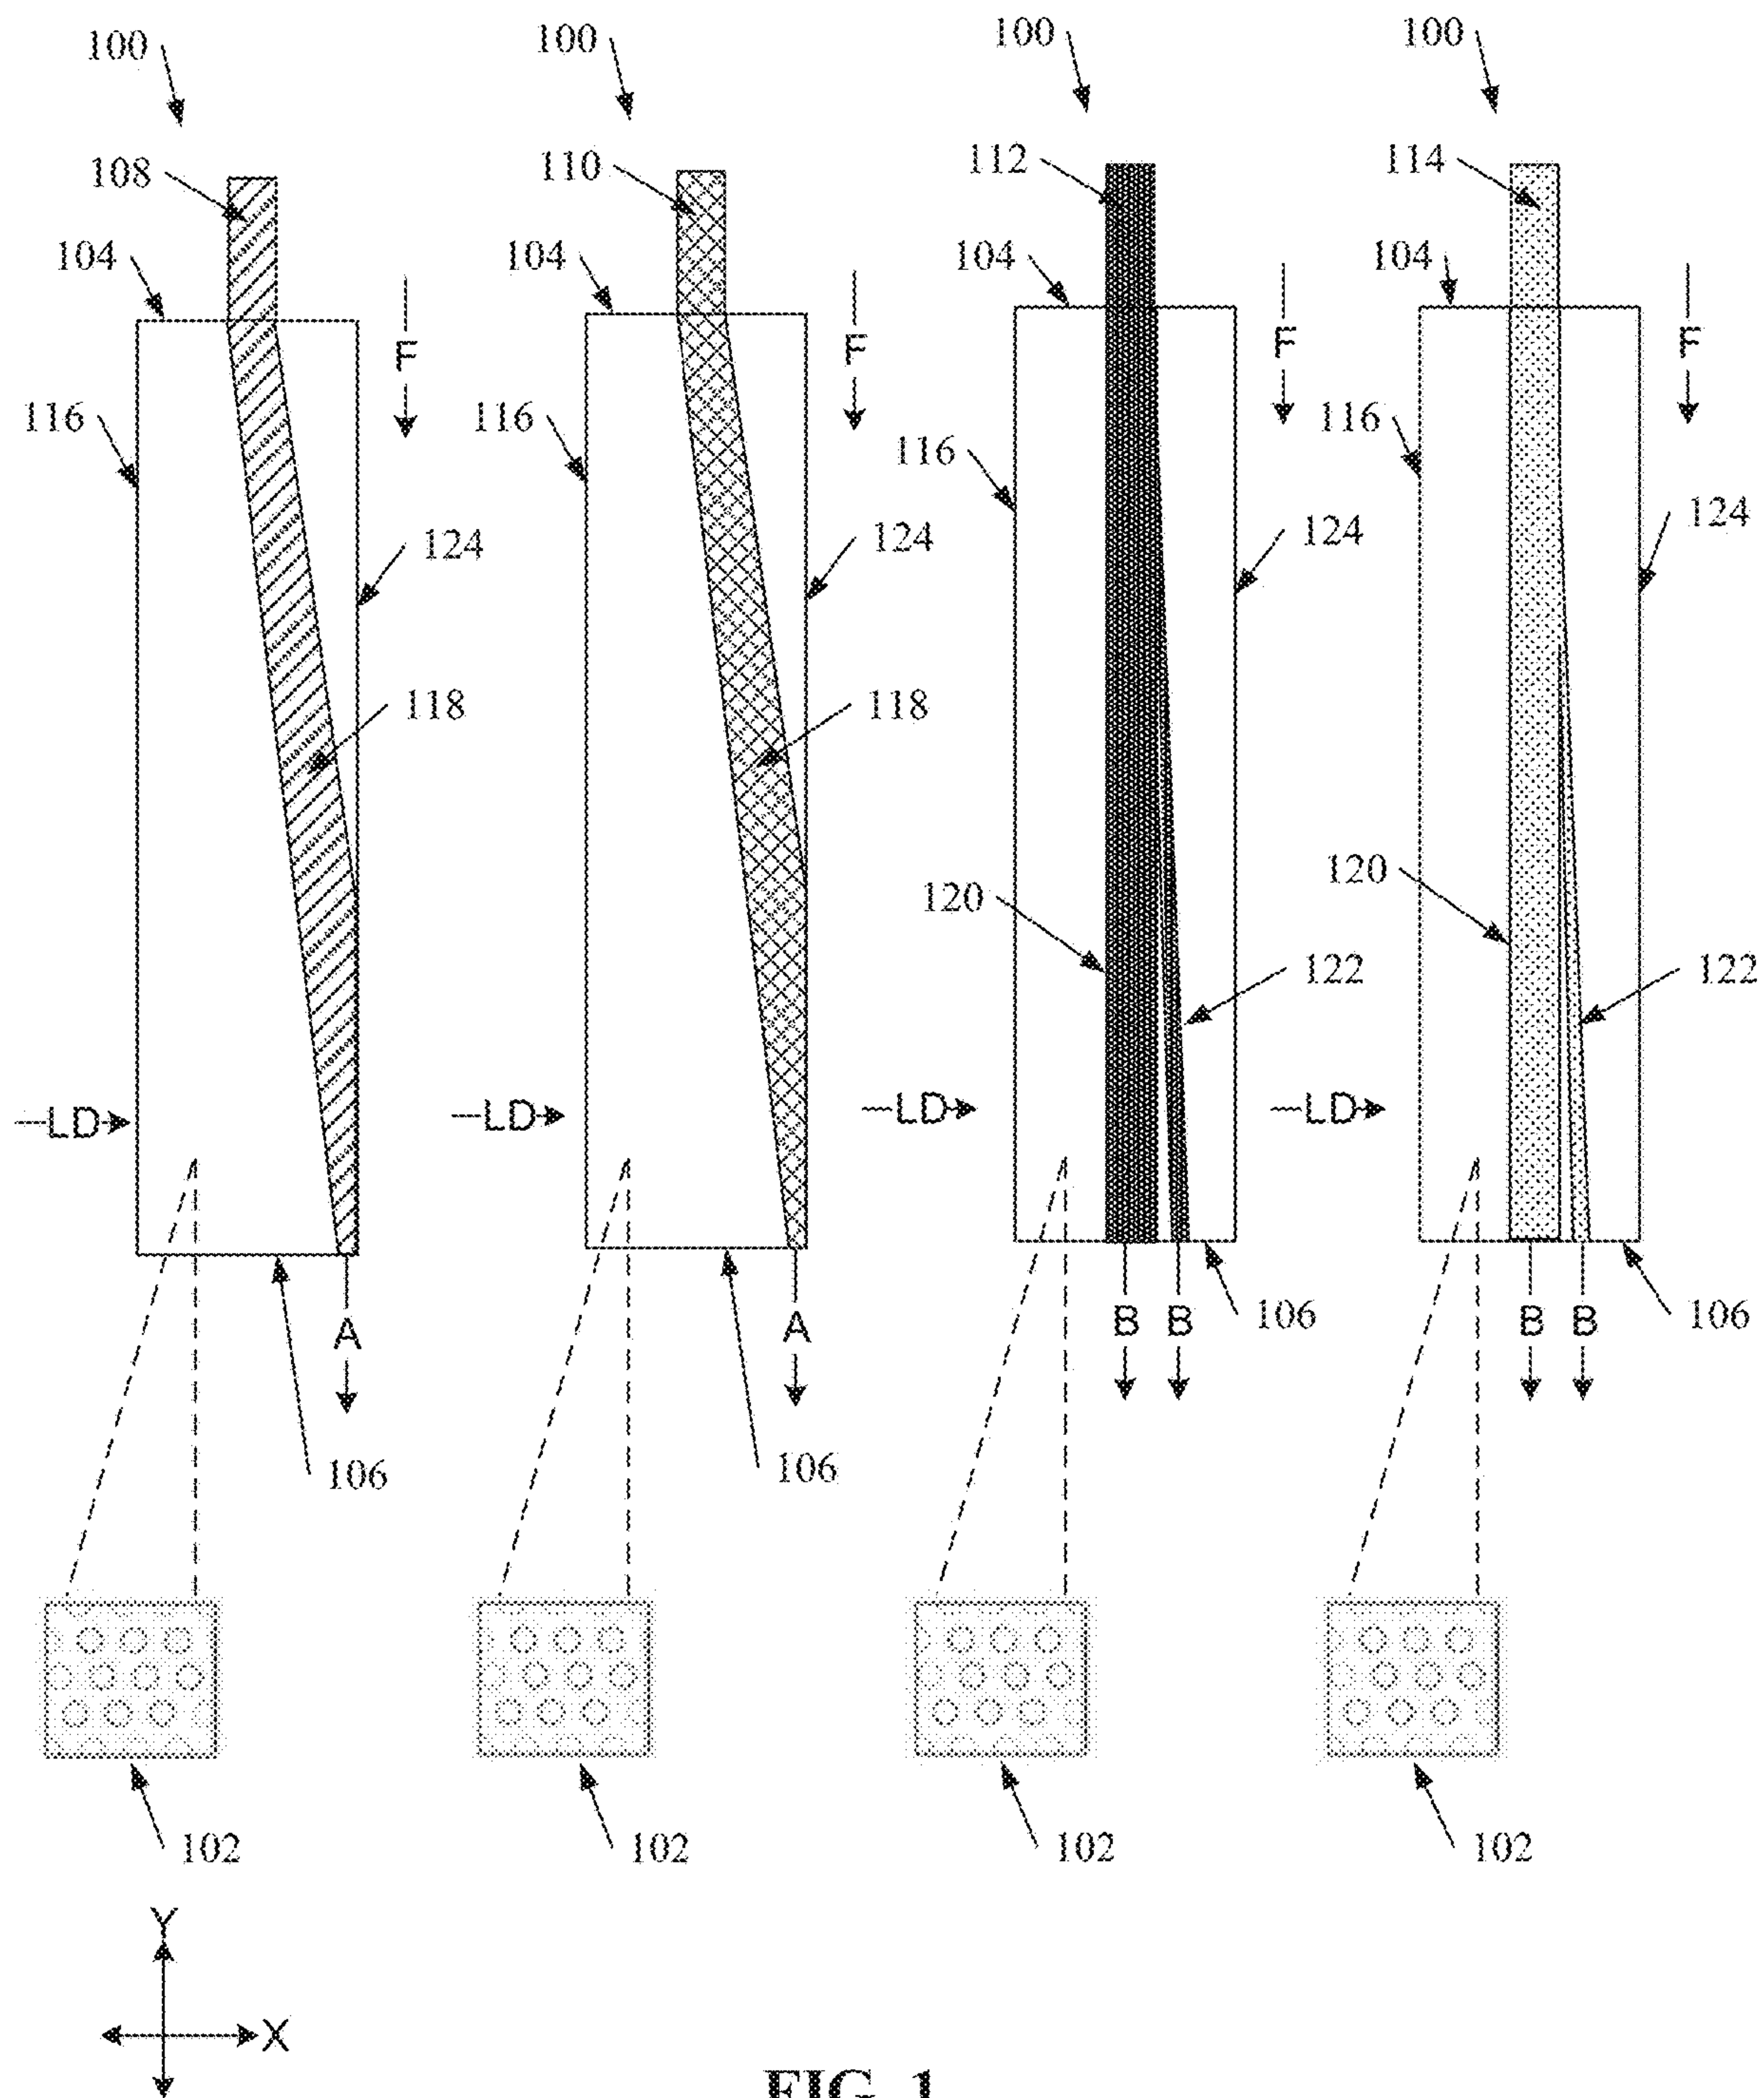 100 100 100 100
108 110 112 114
104 104 104 104
F F F F
116 116 116 116
124 124 124 124
118 118
120 120
122 122
LD LD LD LD
A A B B B B
106 106 106 106
102 102 102 102
Y
X
FIG. 1